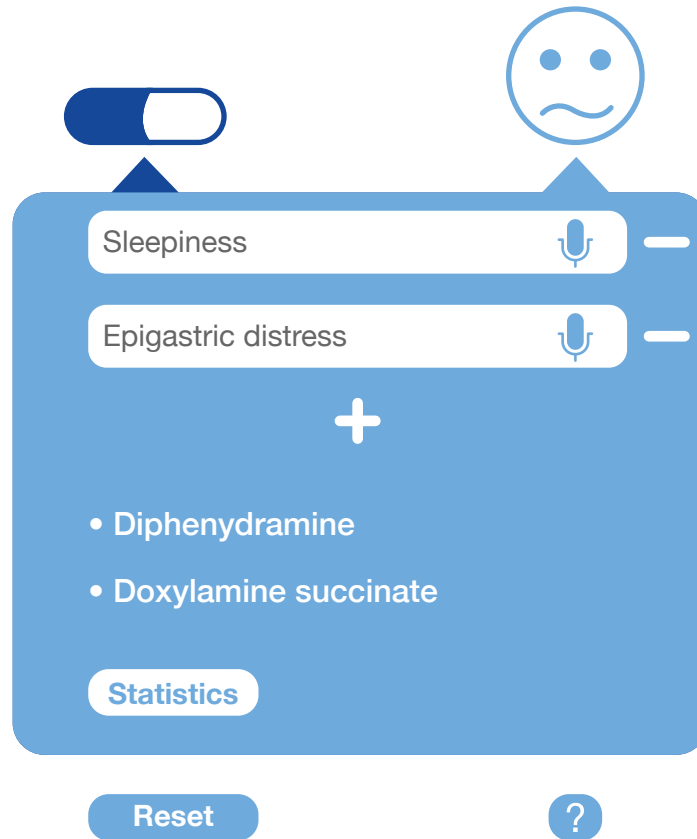 Sleepiness
Epigastric distress
• Diphenydramine
• Doxylamine succinate
Statistics
Reset
?